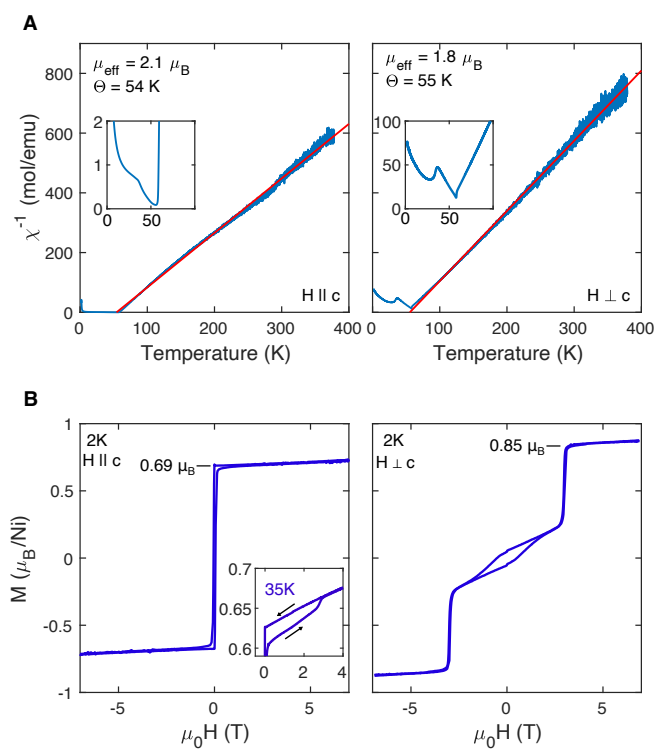 A
μeff = 2.1 μB
Θ = 54 K
2
1
0
0
50
800
600
400
200
0
χ⁻¹ (mol/emu)
H || c
100
200
300
400
Temperature (K)
μeff = 1.8 μB
Θ = 55 K
100
50
0
0
50
H ⊥ c
0
100
200
300
400
Temperature (K)
B
1
0.5
0
-0.5
-1
M (μB/Ni)
2K
H || c
0.69 μB
0.7
0.65
0.6
35K
0
2
4
-5
0
5
μ0H (T)
2K
H ⊥ c
0.85 μB
-5
0
5
μ0H (T)